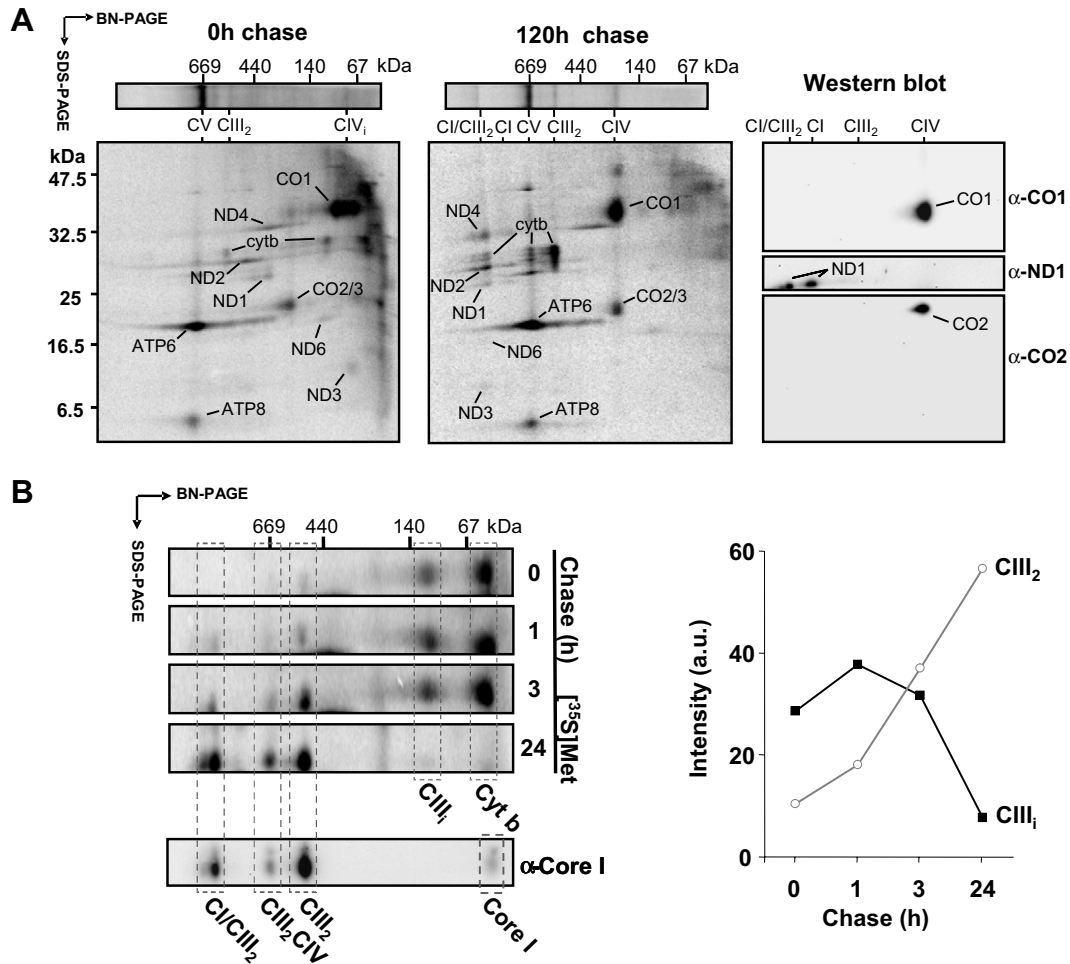 A
BN-PAGE
SDS-PAGE
0h chase
120h chase
669 440 140 67 kDa
669 440 140 67 kDa
Western blot
CV CIII2 CIVi
CI/CIII2 CI CV CIII2 CIV
CI/CIII2 CI CIII2 CIV
kDa
47.5
32.5
25
16.5
6.5
CO1
ND4
cytb
ND2
ND1
CO2/3
ATP6
ND6
ND3
ATP8
CO1
ND4
cytb
ND2
ND1
CO2/3
ATP6
ND6
ND3
ATP8
CO1
α-CO1
ND1
α-ND1
CO2
α-CO2
B
BN-PAGE
SDS-PAGE
669 440 140 67 kDa
0
1
3
24
Chase (h)
[35S]Met
CIIIi
Cyt b
α-Core I
CI/CIII2
CIII2CIV
CIII2
Core I
60
40
20
0
Intensity (a.u.)
CIII2
CIIIi
0 1 3 24
Chase (h)